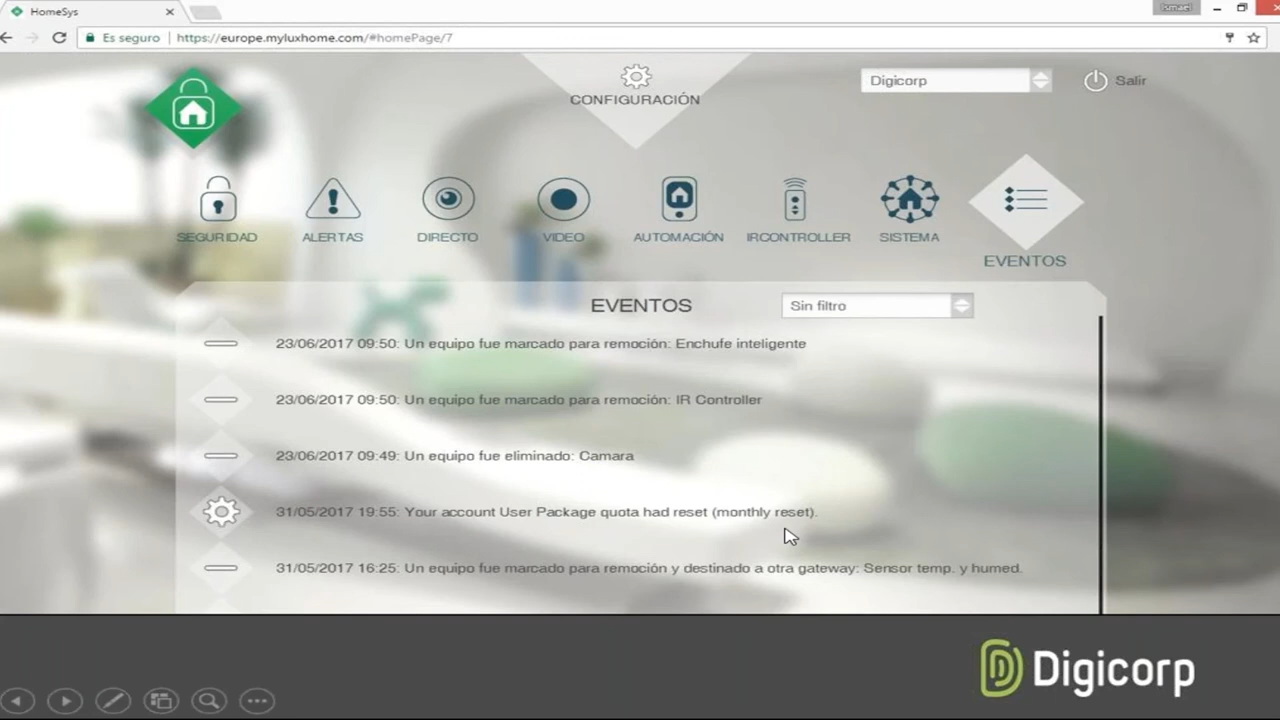 HomeSys
Ismael
Es seguro
https://europe.myluxhome.com/#homePage/7
CONFIGURACIÓN
Digicorp
Salir
SEGURIDAD
ALERTAS
DIRECTO
VIDEO
AUTOMACIÓN
IRCONTROLLER
SISTEMA
EVENTOS
EVENTOS
Sin filtro
23/06/2017 09:50: Un equipo fue marcado para remoción: Enchufe inteligente
23/06/2017 09:50: Un equipo fue marcado para remoción: IR Controller
23/06/2017 09:49: Un equipo fue eliminado: Camara
31/05/2017 19:55: Your account User Package quota had reset (monthly reset).
31/05/2017 16:25: Un equipo fue marcado para remoción y destinado a otra gateway: Sensor temp. y humed.
Digicorp